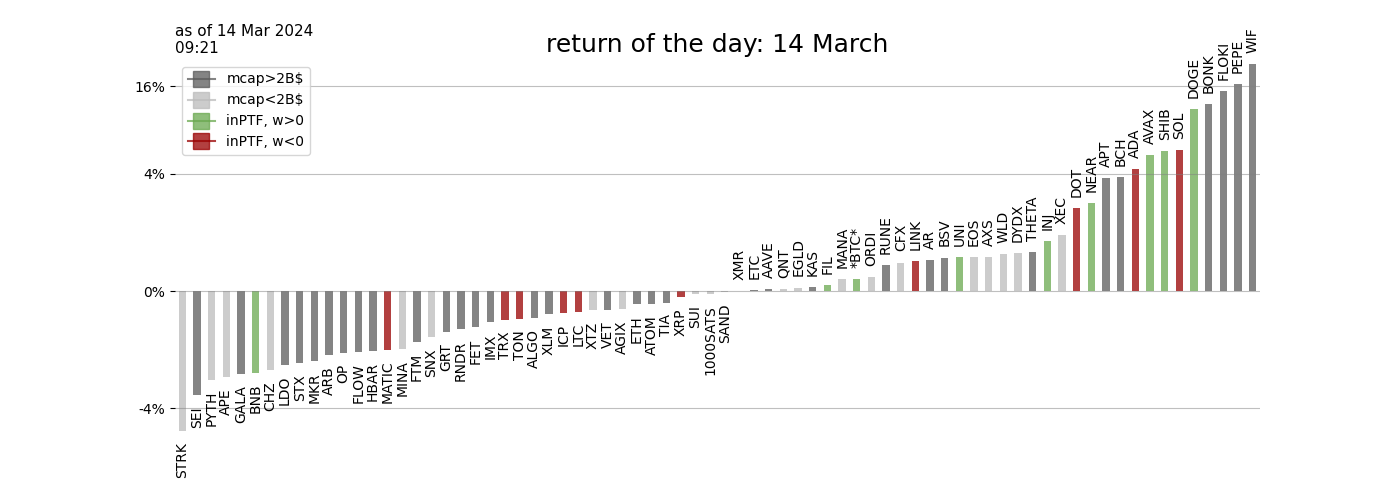 as of 14 Mar 2024
09:21
return of the day: 14 March
mcap>2B$
mcap<2B$
inPTF, w>0
inPTF, w<0
16%
4%
0%
-4%
STRK
SEI
PYTH
APE
GALA
BNB
CHZ
LDO
STX
MKR
ARB
OP
FLOW
HBAR
MATIC
MINA
FTM
SNX
GRT
RNDR
FET
IMX
TRX
TON
ALGO
XLM
ICP
LTC
XTZ
VET
AGIX
ETH
ATOM
TIA
XRP
SUI
1000SATS
SAND
XMR
ETC
AAVE
QNT
EGLD
KAS
FIL
MANA
*BTC*
ORDI
RUNE
CFX
LINK
AR
BSV
UNI
EOS
AXS
WLD
DYDX
THETA
INJ
XEC
DOT
NEAR
APT
BCH
ADA
AVAX
SHIB
SOL
DOGE
BONK
FLOKI
PEPE
WIF